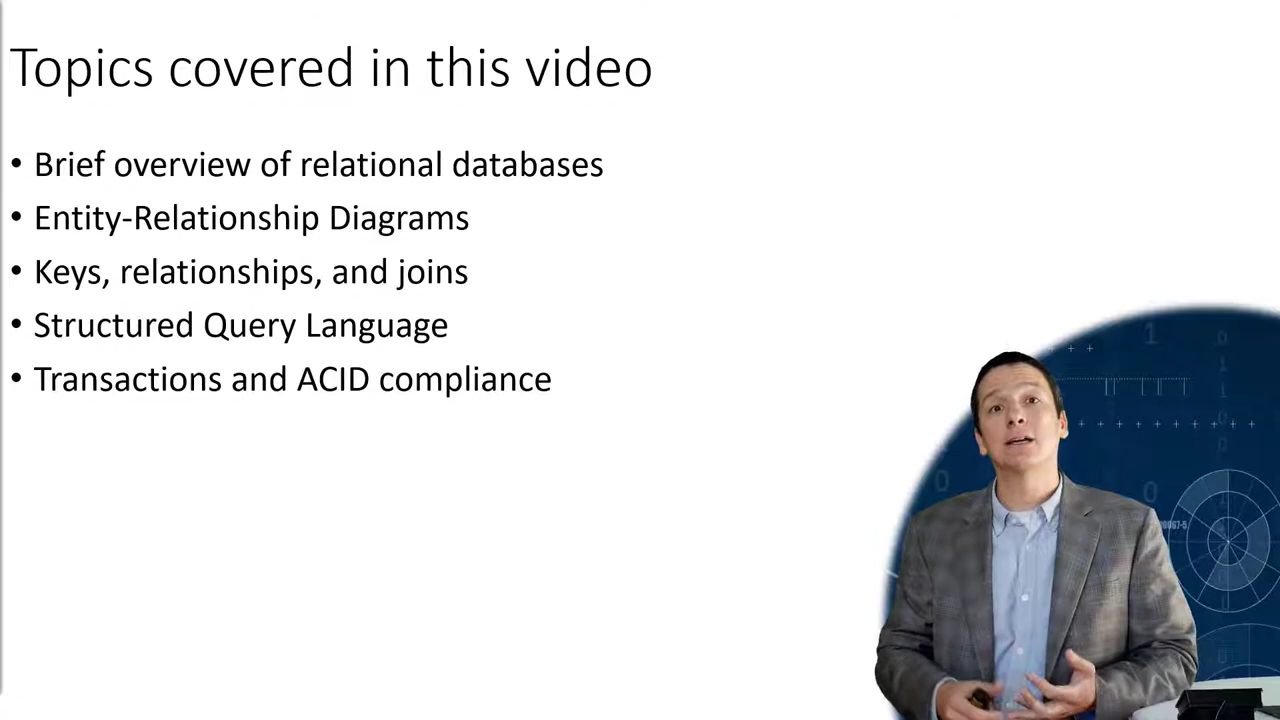 Topics covered in this video
• Brief overview of relational databases
• Entity-Relationship Diagrams
• Keys, relationships, and joins
• Structured Query Language
• Transactions and ACID compliance